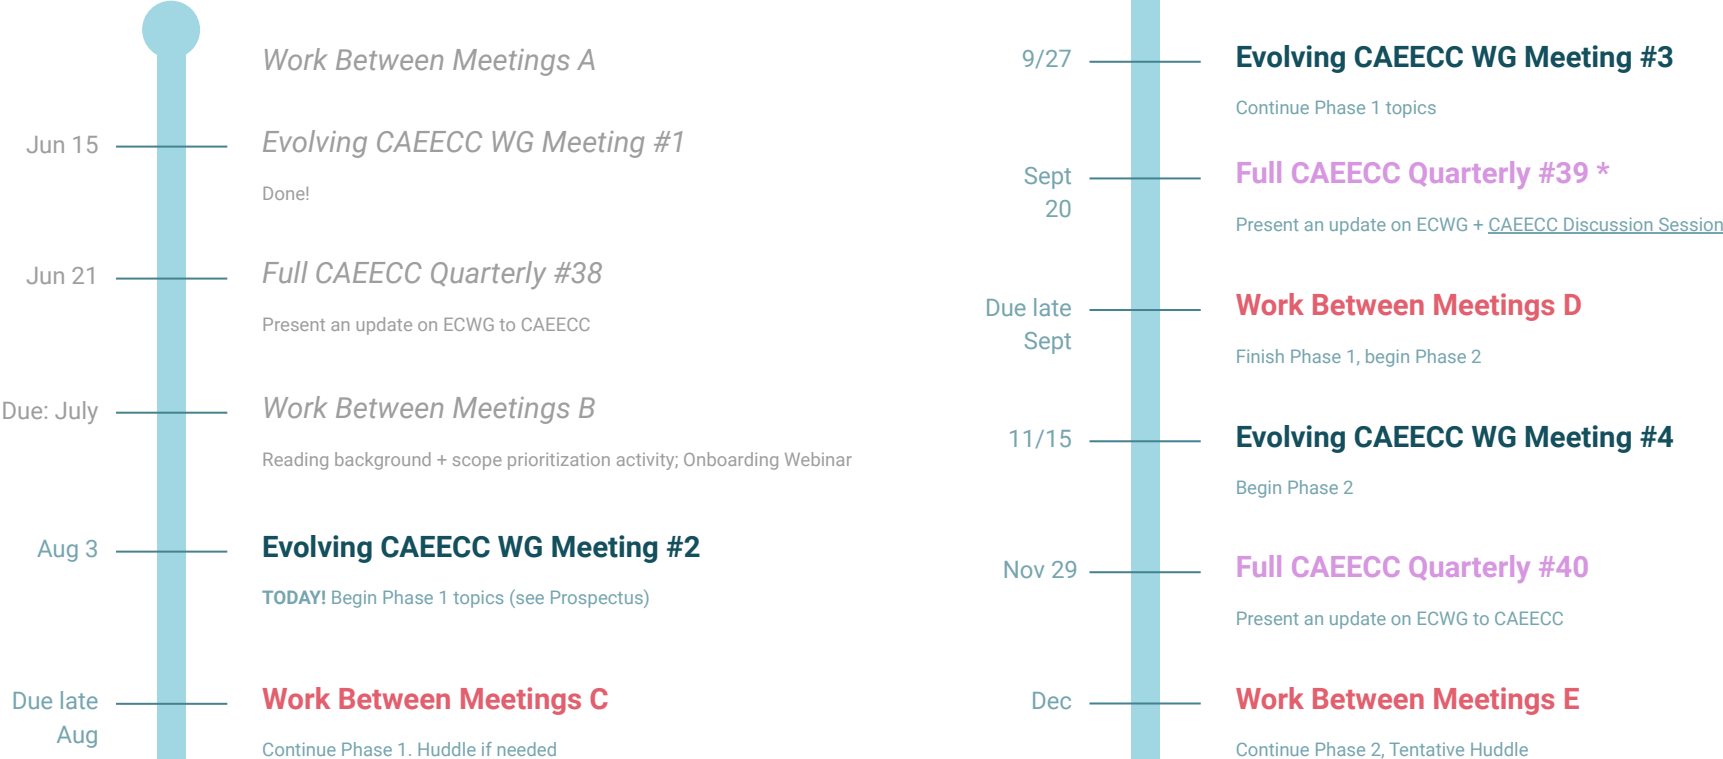 Work Between Meetings A
Jun 15
Evolving CAEECC WG Meeting #1
Done!
Jun 21
Full CAEECC Quarterly #38
Present an update on ECWG to CAEECC
Due: July
Work Between Meetings B
Reading background + scope prioritization activity; Onboarding Webinar
Aug 3
Evolving CAEECC WG Meeting #2
TODAY! Begin Phase 1 topics (see Prospectus)
Due late
Aug
Work Between Meetings C
Continue Phase 1. Huddle if needed
9/27
Evolving CAEECC WG Meeting #3
Continue Phase 1 topics
Sept
20
Full CAEECC Quarterly #39 *
Present an update on ECWG + CAEECC Discussion Session
Due late
Sept
Work Between Meetings D
Finish Phase 1, begin Phase 2
11/15
Evolving CAEECC WG Meeting #4
Begin Phase 2
Nov 29
Full CAEECC Quarterly #40
Present an update on ECWG to CAEECC
Dec
Work Between Meetings E
Continue Phase 2, Tentative Huddle